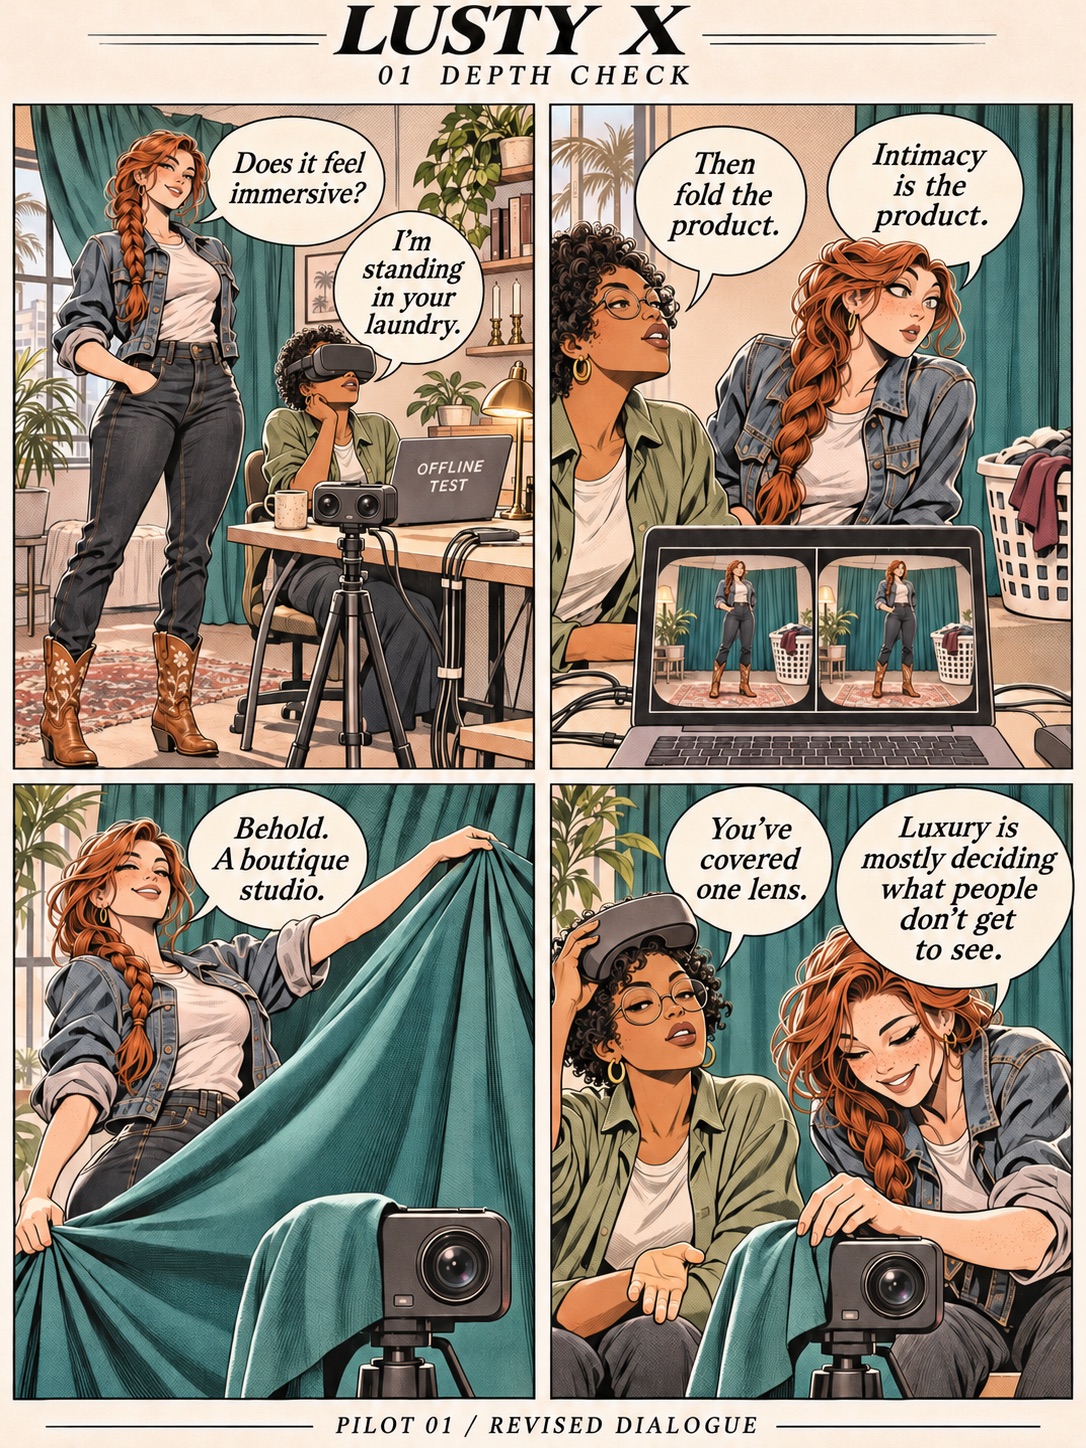 LUSTY X
01 DEPTH CHECK
Does it feel
immersive?
I'm
standing
in your
laundry.
OFFLINE
TEST
Then
fold the
product.
Intimacy
is the
product.
Behold.
A boutique
studio.
You've
covered
one lens.
Luxury is
mostly deciding
what people
don't get
to see.
PILOT 01 / REVISED DIALOGUE